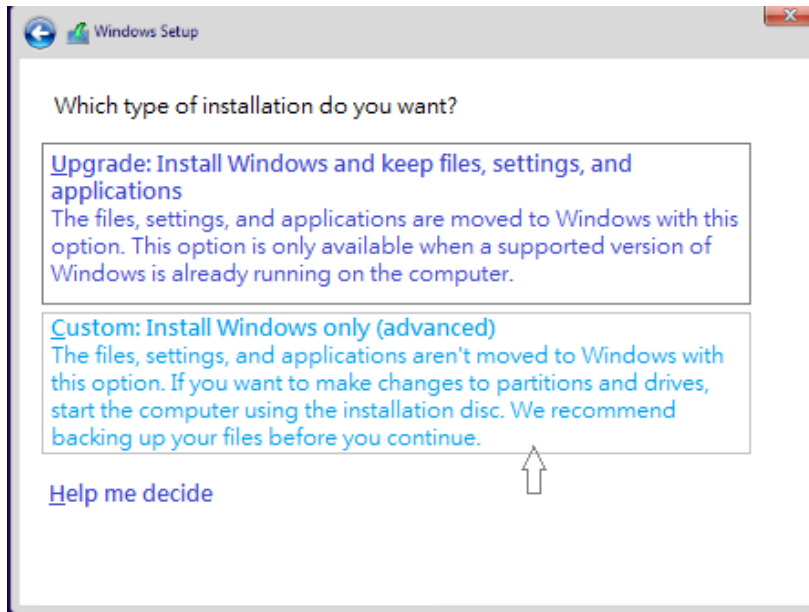 Windows Setup
Which type of installation do you want?
Upgrade: Install Windows and keep files, settings, and
applications
The files, settings, and applications are moved to Windows with this
option. This option is only available when a supported version of
Windows is already running on the computer.
Custom: Install Windows only (advanced)
The files, settings, and applications aren't moved to Windows with
this option. If you want to make changes to partitions and drives,
start the computer using the installation disc. We recommend
backing up your files before you continue.
Help me decide